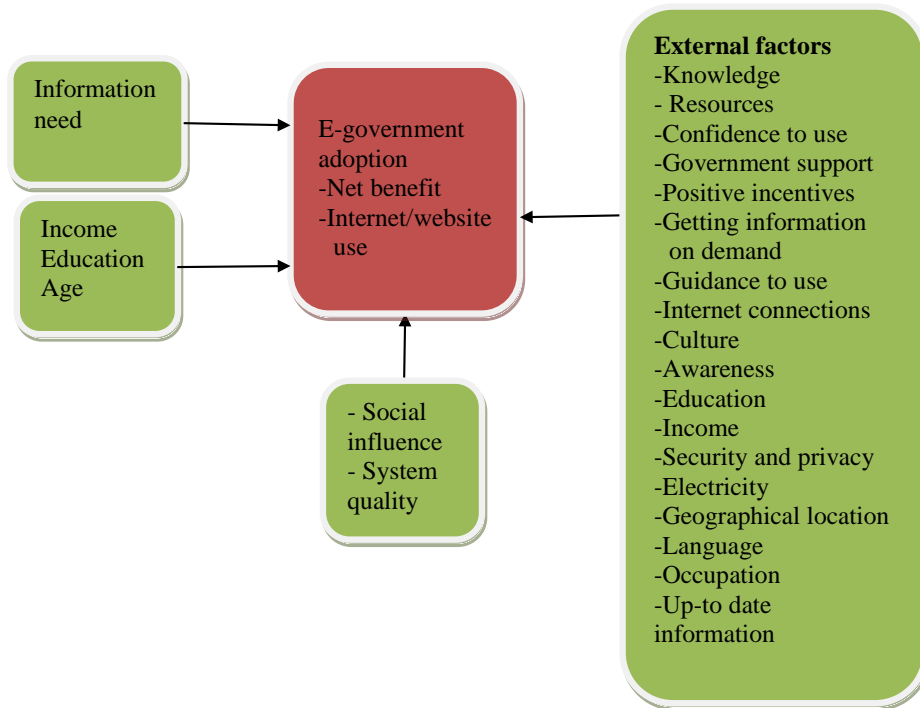 Information
need
Income
Education
Age
E-government
adoption
-Net benefit
-Internet/website
use
- Social
influence
- System
quality
External factors
-Knowledge
- Resources
-Confidence to use
-Government support
-Positive incentives
-Getting information
on demand
-Guidance to use
-Internet connections
-Culture
-Awareness
-Education
-Income
-Security and privacy
-Electricity
-Geographical location
-Language
-Occupation
-Up-to date
information